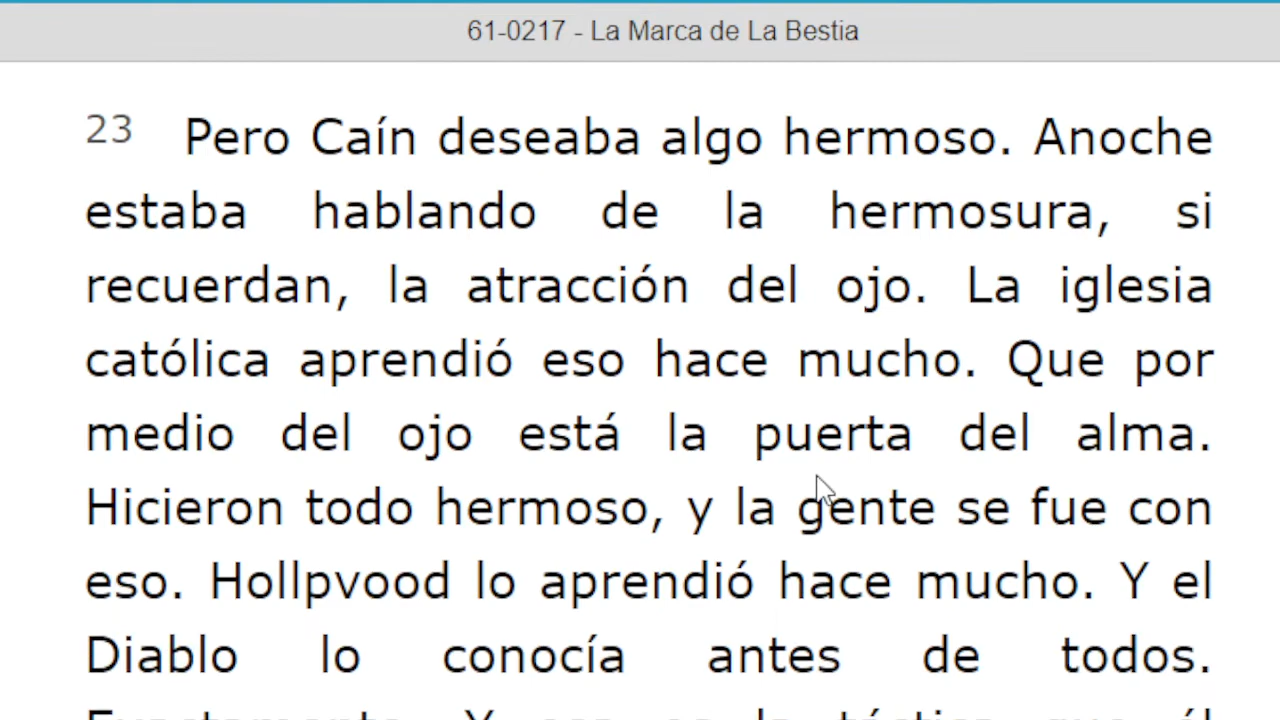 61-0217 - La Marca de La Bestia
23 Pero Caín deseaba algo hermoso. Anoche
estaba hablando de la hermosura, si
recuerdan, la atracción del ojo. La iglesia
católica aprendió eso hace mucho. Que por
medio del ojo está la puerta del alma.
Hicieron todo hermoso, y la gente se fue con
eso. Hollpvood lo aprendió hace mucho. Y el
Diablo lo conocía antes de todos.